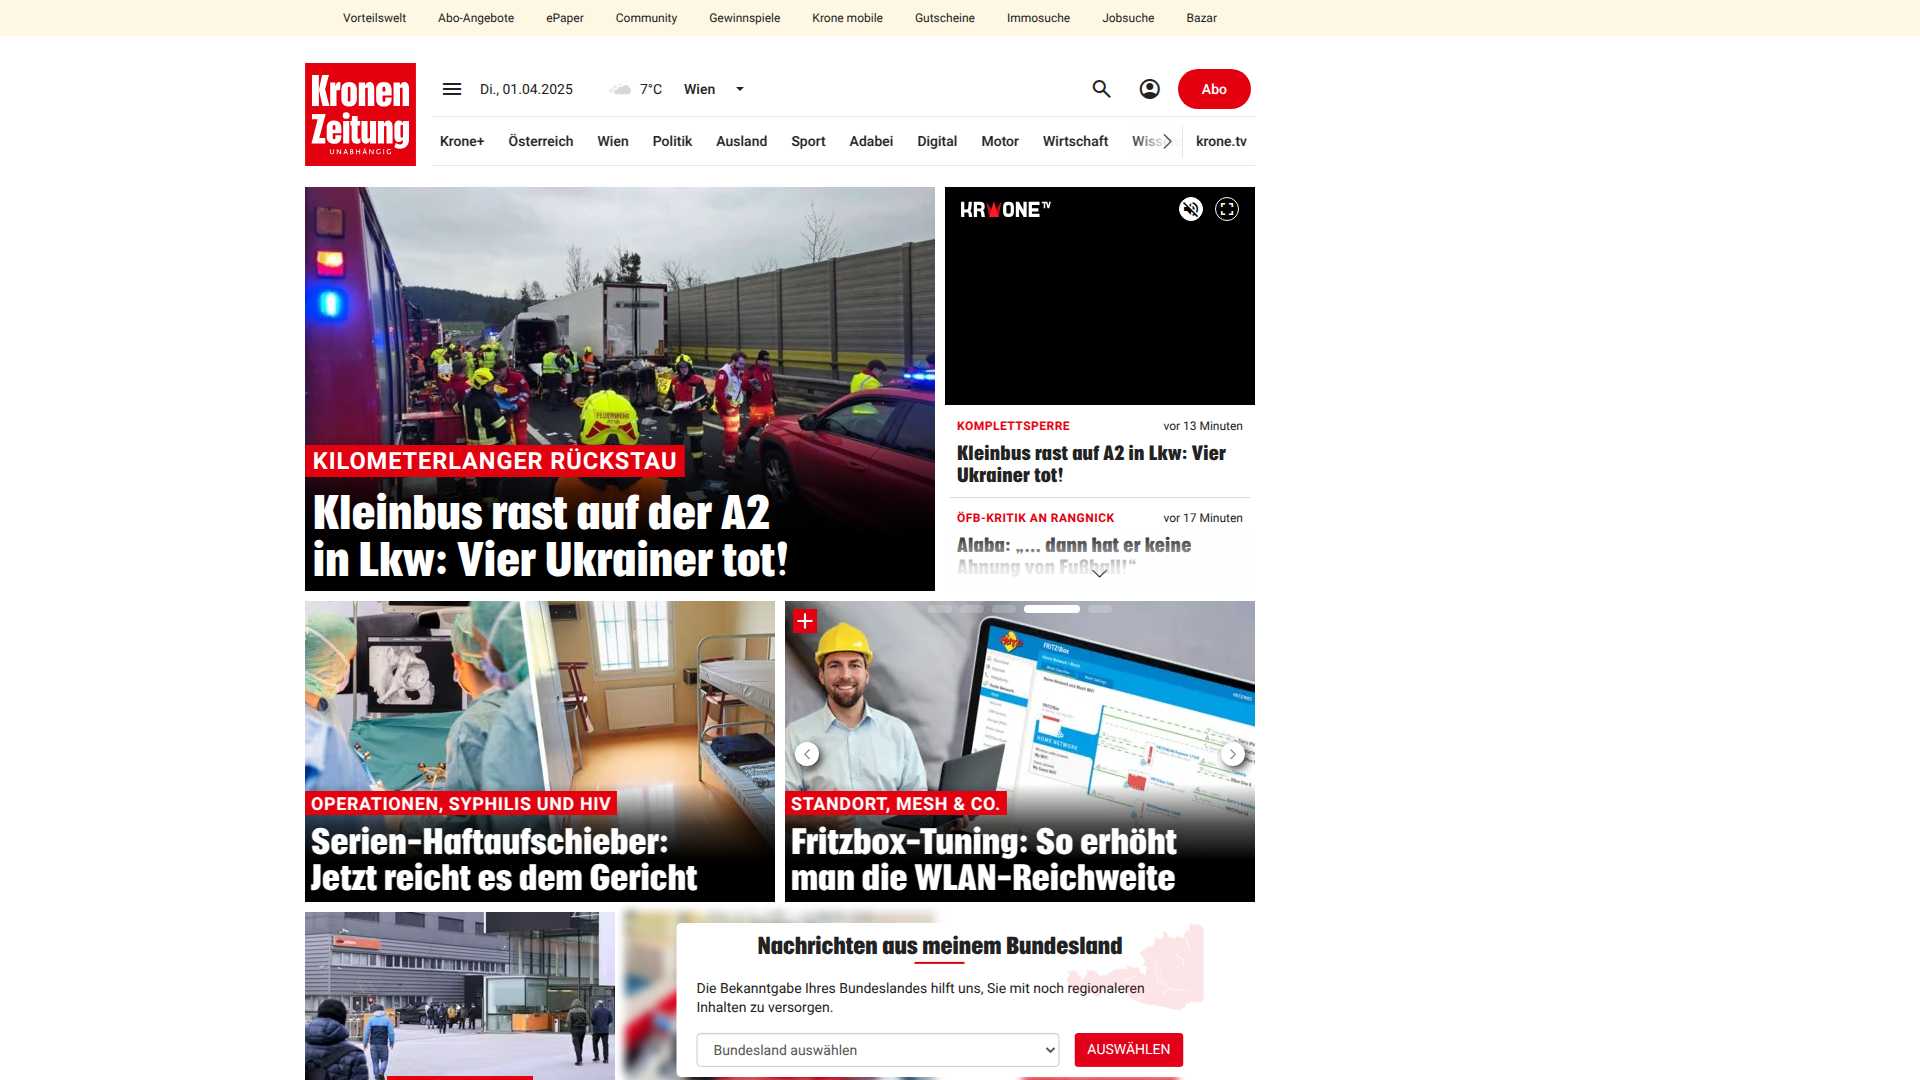 Vorteilswelt Abo-Angebote ePaper Community Gewinnspiele Krone mobile Gutscheine Immosuche Jobsuche Bazar
Kronen
Zeitung
UNABHÄNGIG
Di., 01.04.2025 7°C Wien
Abo
Krone+ Österreich Wien Politik Ausland Sport Adabei Digital Motor Wirtschaft Wiss krone.tv
KILOMETERLANGER RÜCKSTAU
Kleinbus rast auf der A2
in Lkw: Vier Ukrainer tot!
KRONE TV
KOMPLETTSPERRE vor 13 Minuten
Kleinbus rast auf A2 in Lkw: Vier
Ukrainer tot!
ÖFB-KRITIK AN RANGNICK vor 17 Minuten
Alaba: „... dann hat er keine
Ahnung von Fußball!“
OPERATIONEN, SYPHILIS UND HIV
Serien-Haftaufschieber:
Jetzt reicht es dem Gericht
FRITZ!Box
HOME NETWORK
STANDORT, MESH & CO.
Fritzbox-Tuning: So erhöht
man die WLAN-Reichweite
Nachrichten aus meinem Bundesland
Die Bekanntgabe Ihres Bundeslandes hilft uns, Sie mit noch regionaleren
Inhalten zu versorgen.
Bundesland auswählen
AUSWÄHLEN